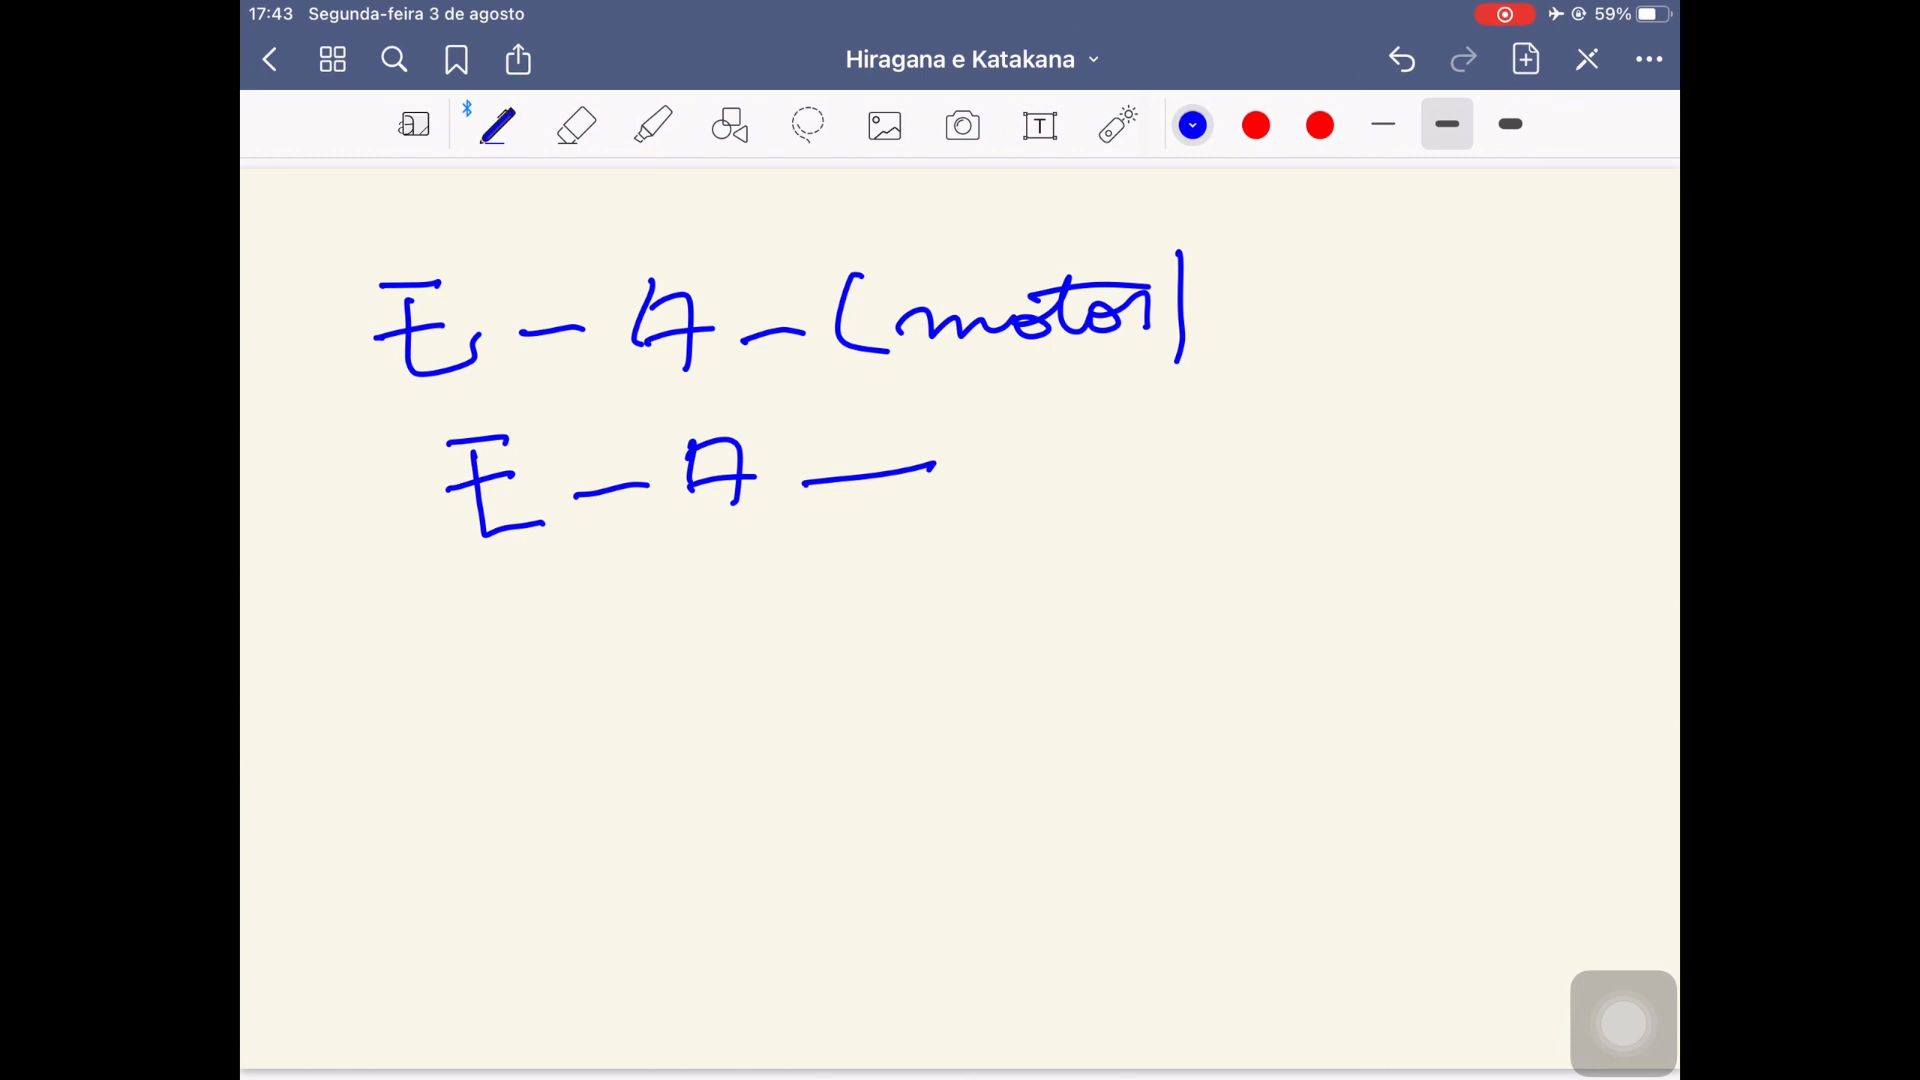 17:43 Segunda-feira 3 de agosto 59%
Hiragana e Katakana
モーター(motor)
モーター